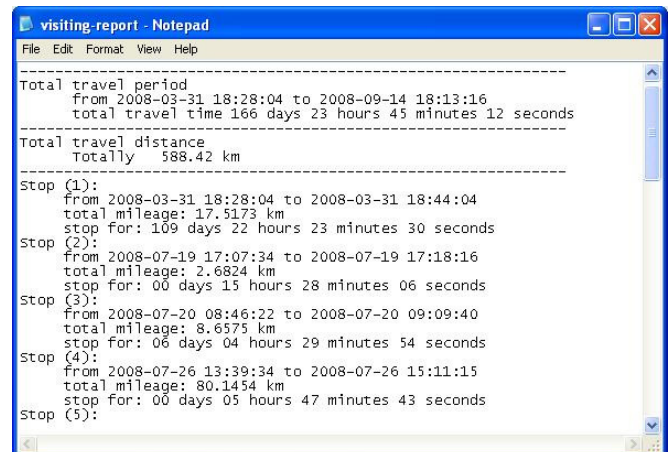 visiting-report - Notepad
File Edit Format View Help
-----------------------------------------------------------------
Total travel period
from 2008-03-31 18:28:04 to 2008-09-14 18:13:16
total travel time 166 days 23 hours 45 minutes 12 seconds
-----------------------------------------------------------------
Total travel distance
Totally 588.42 km
-----------------------------------------------------------------
Stop (1):
from 2008-03-31 18:28:04 to 2008-03-31 18:44:04
total mileage: 17.5173 km
stop for: 109 days 22 hours 23 minutes 30 seconds
Stop (2):
from 2008-07-19 17:07:34 to 2008-07-19 17:18:16
total mileage: 2.6824 km
stop for: 00 days 15 hours 28 minutes 06 seconds
Stop (3):
from 2008-07-20 08:46:22 to 2008-07-20 09:09:40
total mileage: 8.6575 km
stop for: 06 days 04 hours 29 minutes 54 seconds
Stop (4):
from 2008-07-26 13:39:34 to 2008-07-26 15:11:15
total mileage: 80.1454 km
stop for: 00 days 05 hours 47 minutes 43 seconds
Stop (5):